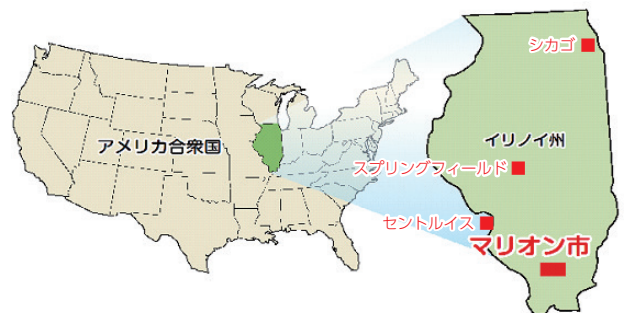 アメリカ合衆国
シカゴ
イリノイ州
スプリングフィールド
セントルイス
マリオン市